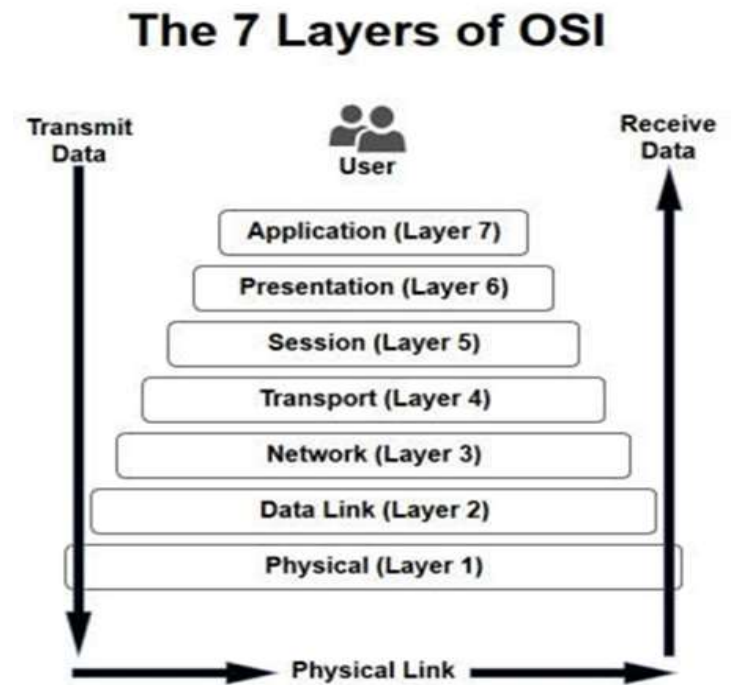 The 7 Layers of OSI
Transmit
Data
User
Receive
Data
Application (Layer 7)
Presentation (Layer 6)
Session (Layer 5)
Transport (Layer 4)
Network (Layer 3)
Data Link (Layer 2)
Physical (Layer 1)
Physical Link